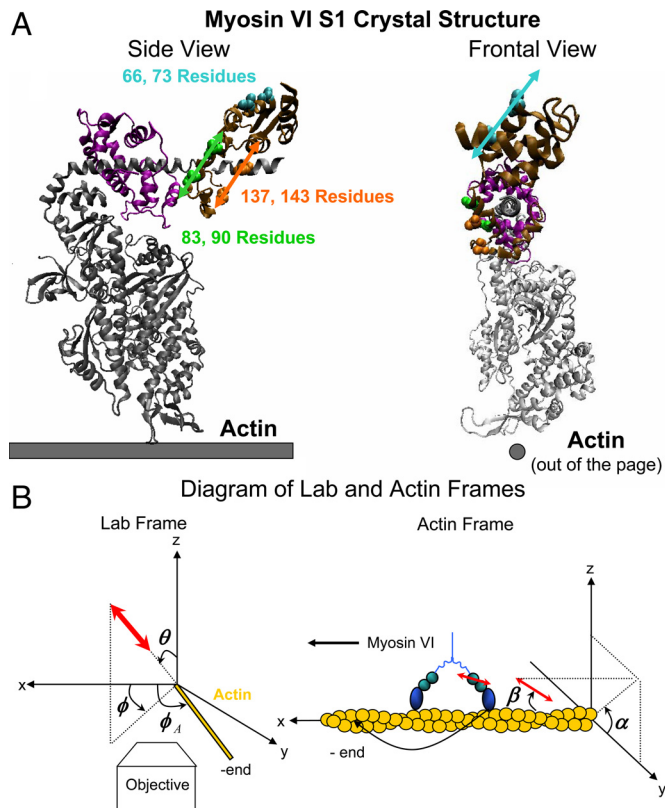 A
Myosin VI S1 Crystal Structure
Side View
Frontal View
66, 73 Residues
137, 143 Residues
83, 90 Residues
Actin
Actin
(out of the page)
B
Diagram of Lab and Actin Frames
Lab Frame
Actin Frame
z
θ
x
Actin
ϕ
ϕA
y
-end
Objective
z
Myosin VI
β
x
α
- end
y